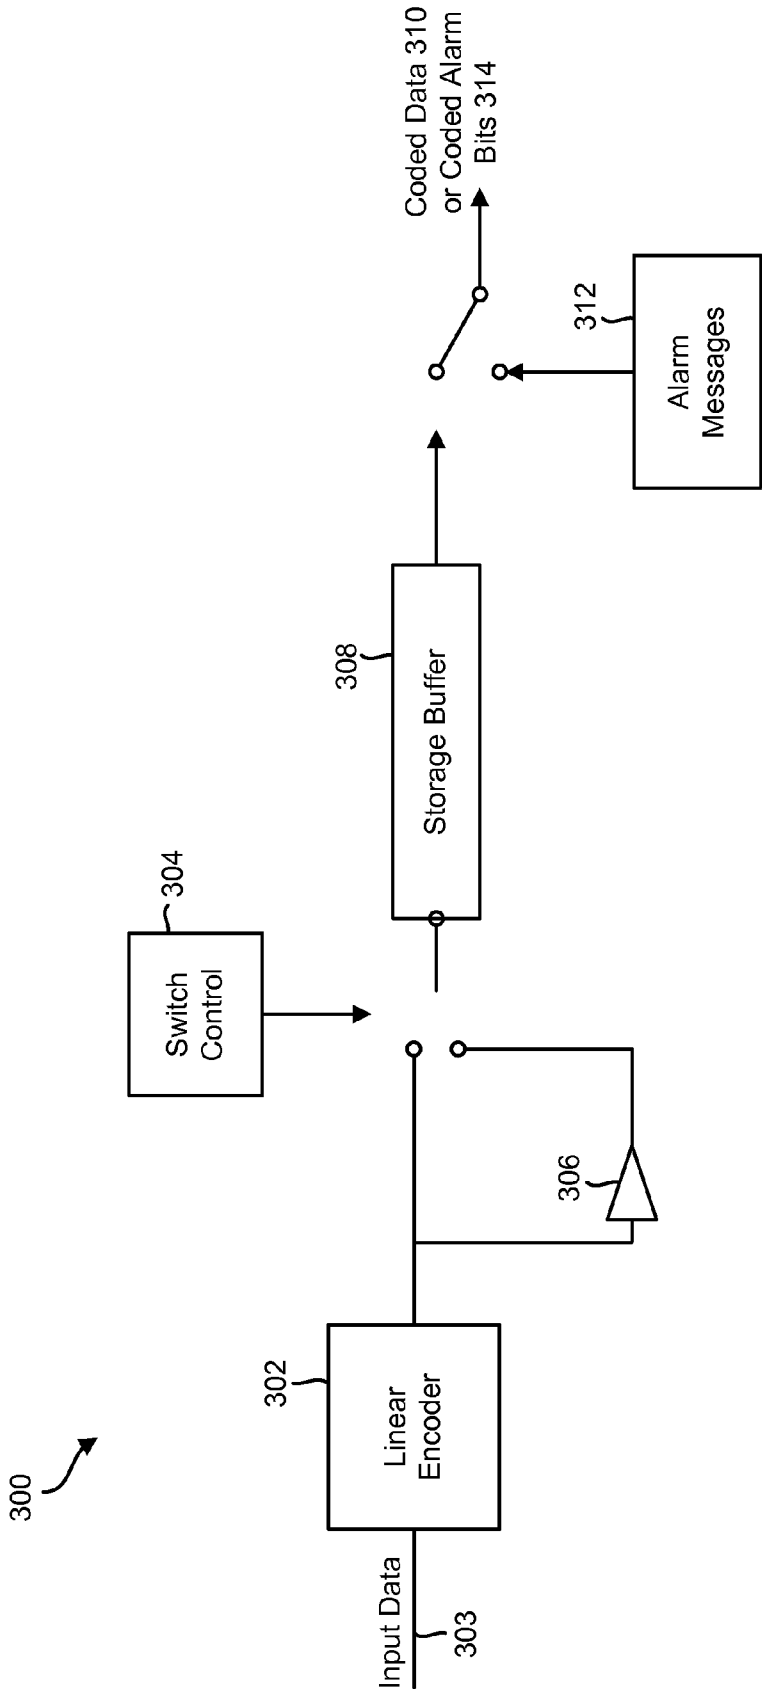 300
Input Data
303
302
Linear
Encoder
306
304
Switch
Control
308
Storage Buffer
312
Alarm
Messages
Coded Data 310
or Coded Alarm
Bits 314